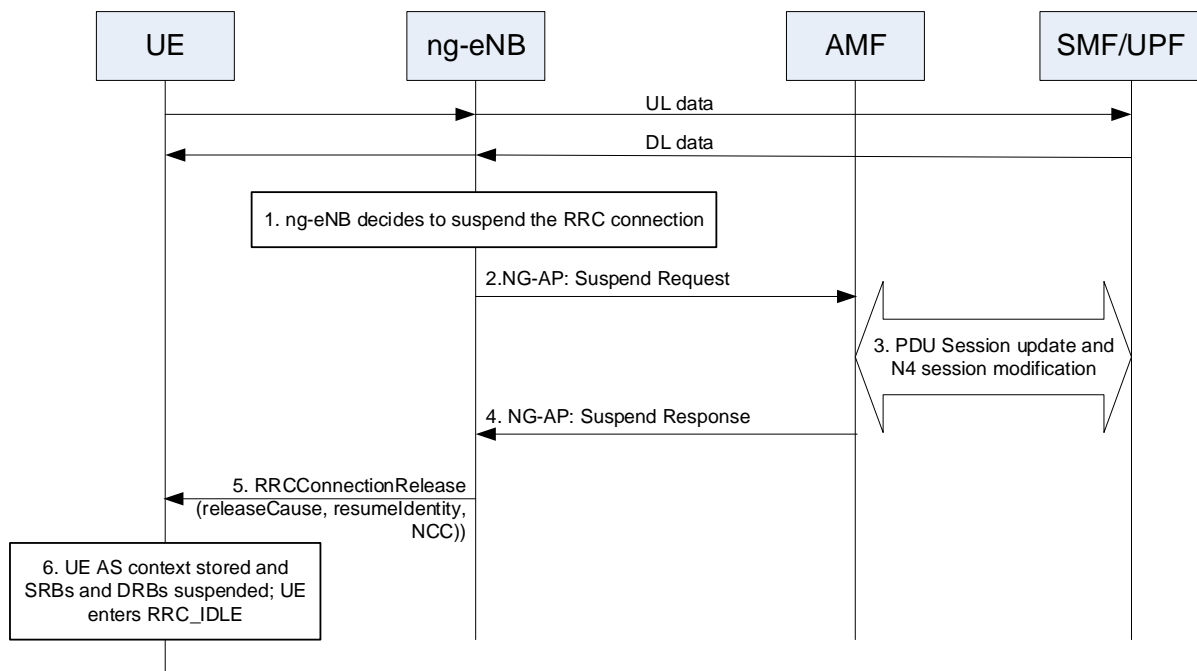 UE
ng-eNB
AMF
SMF/UPF
UL data
DL data
1. ng-eNB decides to suspend the RRC connection
2.NG-AP: Suspend Request
3. PDU Session update and
N4 session modification
4. NG-AP: Suspend Response
5. RRCConnectionRelease
(releaseCause, resumeIdentity,
NCC))
6. UE AS context stored and
SRBs and DRBs suspended; UE
enters RRC_IDLE